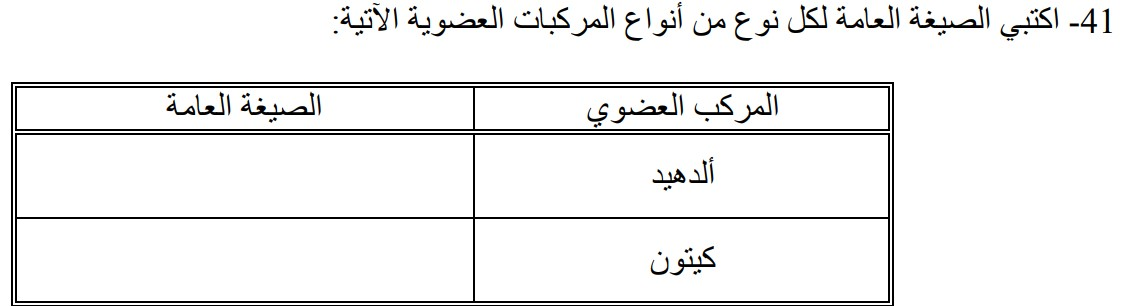 41- اكتبي الصيغة العامة لكل نوع من أنواع المركبات العضوية الآتية:
المركب العضوي الصيغة العامة
ألدهيد
كيتون